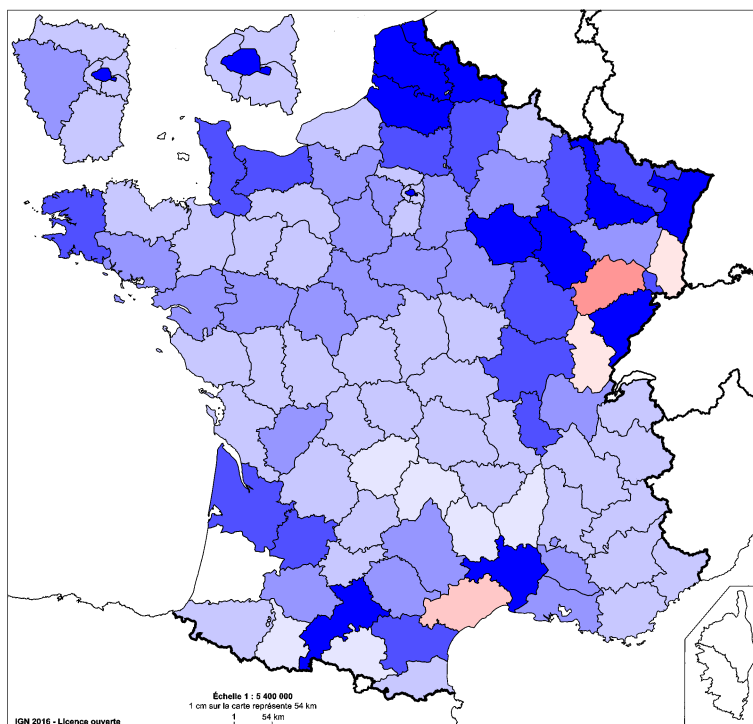 Échelle 1 : 5 400 000
1 cm sur la carte représente 54 km
1 54 km
IGN 2016 - Licence ouverte